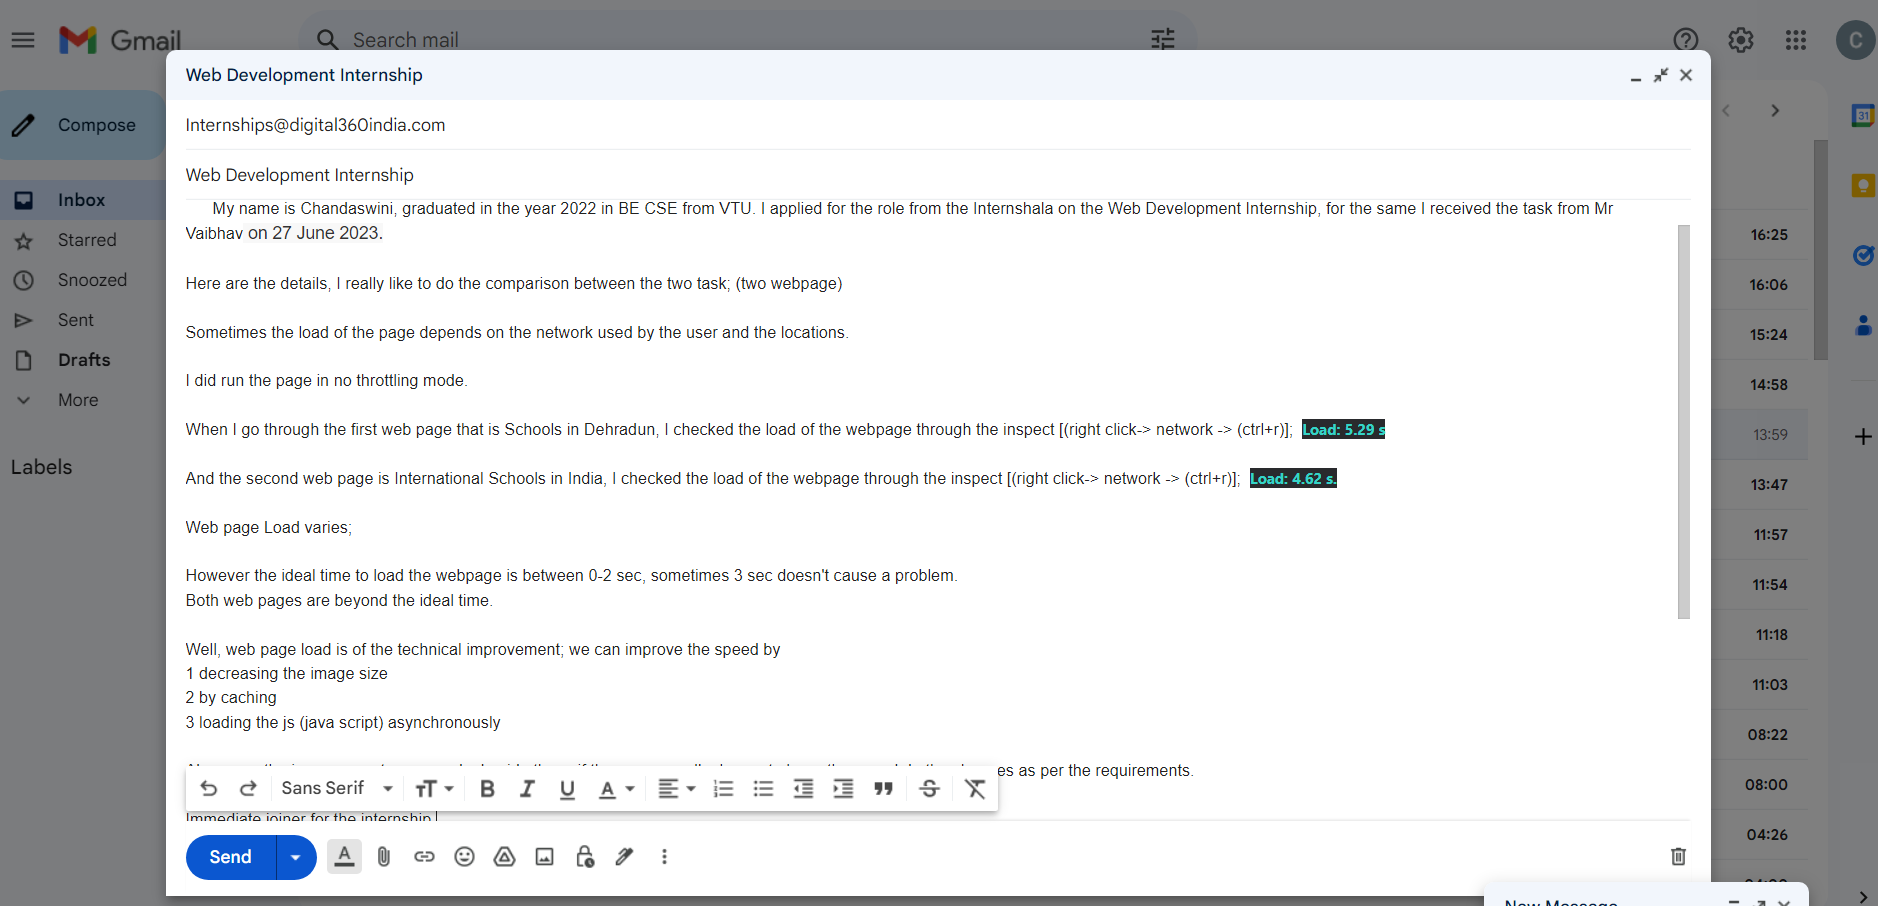 Gmail
Search mail
C
Compose
Inbox
Starred
Snoozed
Sent
Drafts
More
Labels
Web Development Internship
Internships@digital360india.com
Web Development Internship
My name is Chandaswini, graduated in the year 2022 in BE CSE from VTU. I applied for the role from the Internshala on the Web Development Internship, for the same I received the task from Mr
Vaibhav on 27 June 2023.
Here are the details, I really like to do the comparison between the two task; (two webpage)
Sometimes the load of the page depends on the network used by the user and the locations.
I did run the page in no throttling mode.
When I go through the first web page that is Schools in Dehradun, I checked the load of the webpage through the inspect [(right click-> network -> (ctrl+r)]; Load: 5.29 s
And the second web page is International Schools in India, I checked the load of the webpage through the inspect [(right click-> network -> (ctrl+r)]; Load: 4.62 s.
Web page Load varies;
However the ideal time to load the webpage is between 0-2 sec, sometimes 3 sec doesn't cause a problem.
Both web pages are beyond the ideal time.
Well, web page load is of the technical improvement; we can improve the speed by
1 decreasing the image size
2 by caching
3 loading the js (java script) asynchronously
es as per the requirements.
Sans Serif
Immediate joiner for the internship.
Send
16:25
16:06
15:24
14:58
13:59
13:47
11:57
11:54
11:18
11:03
08:22
08:00
04:26
31
New Message